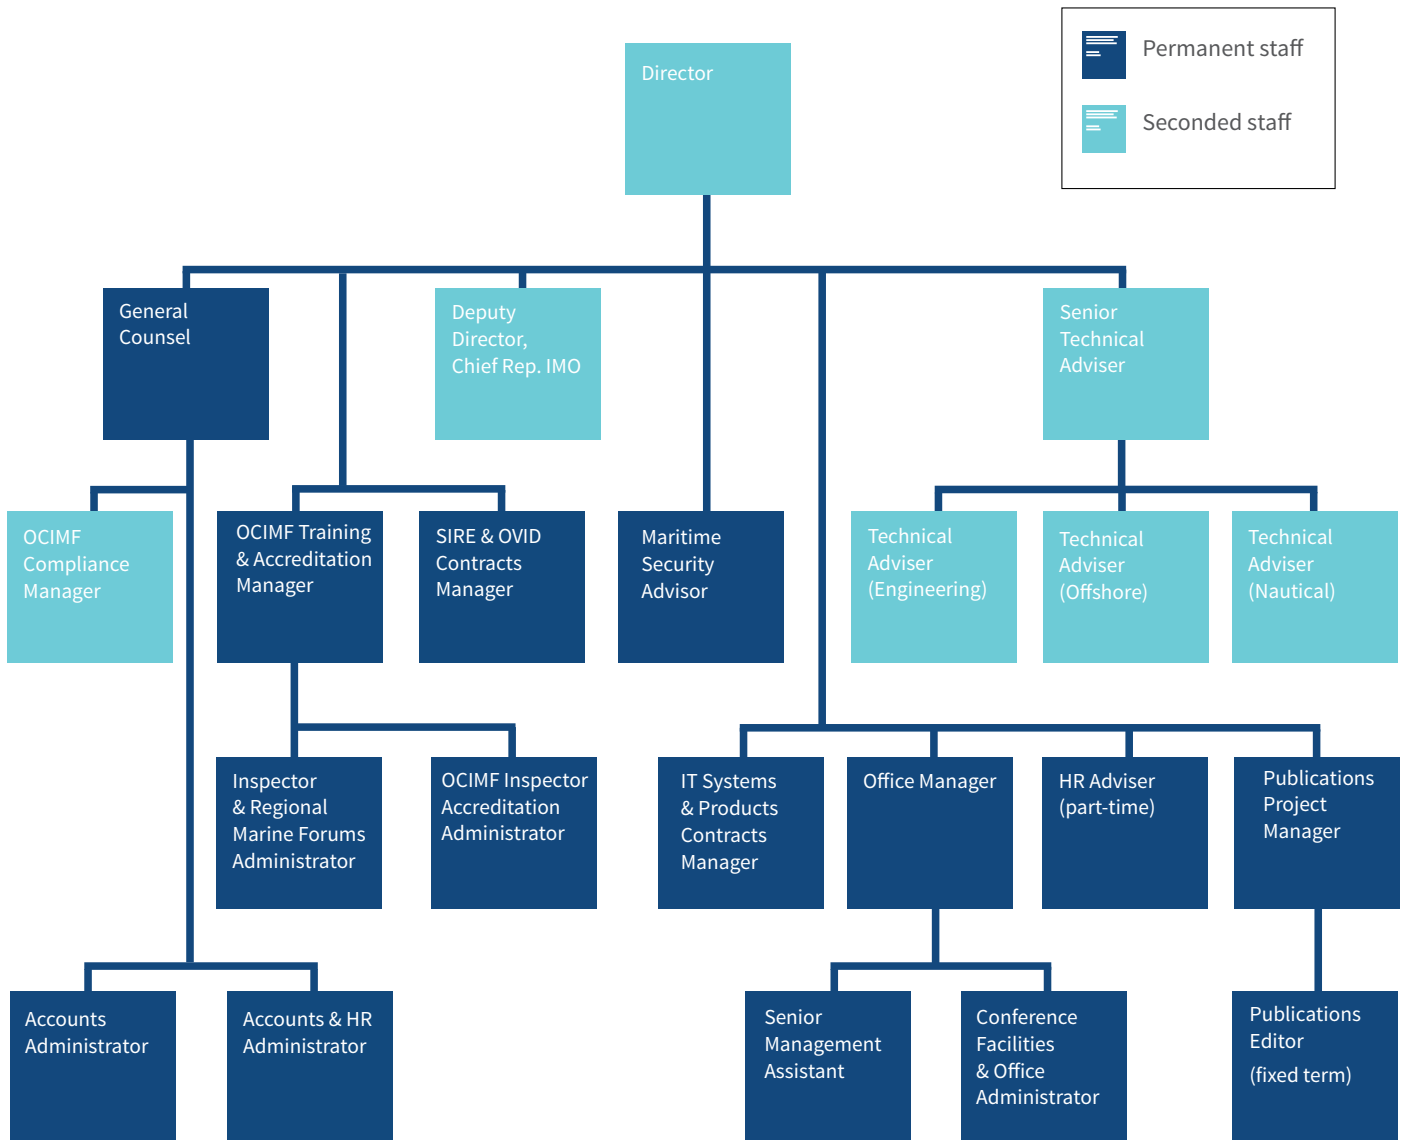 Permanent staff
Seconded staff
Director
General
Counsel
Deputy
Director,
Chief Rep. IMO
Senior
Technical
Adviser
OCIMF
Compliance
Manager
OCIMF Training
& Accreditation
Manager
SIRE & OVID
Contracts
Manager
Maritime
Security
Advisor
Technical
Adviser
(Engineering)
Technical
Adviser
(Offshore)
Technical
Adviser
(Nautical)
Inspector
& Regional
Marine Forums
Administrator
OCIMF Inspector
Accreditation
Administrator
IT Systems
& Products
Contracts
Manager
Office Manager
HR Adviser
(part-time)
Publications
Project
Manager
Accounts
Administrator
Accounts & HR
Administrator
Senior
Management
Assistant
Conference
Facilities
& Office
Administrator
Publications
Editor
(fixed term)